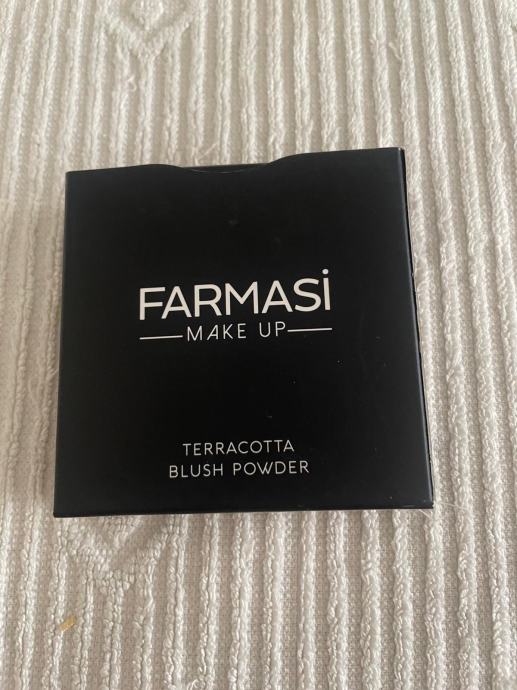 FARMASi
MAKE UP
TERRACOTTA
BLUSH POWDER